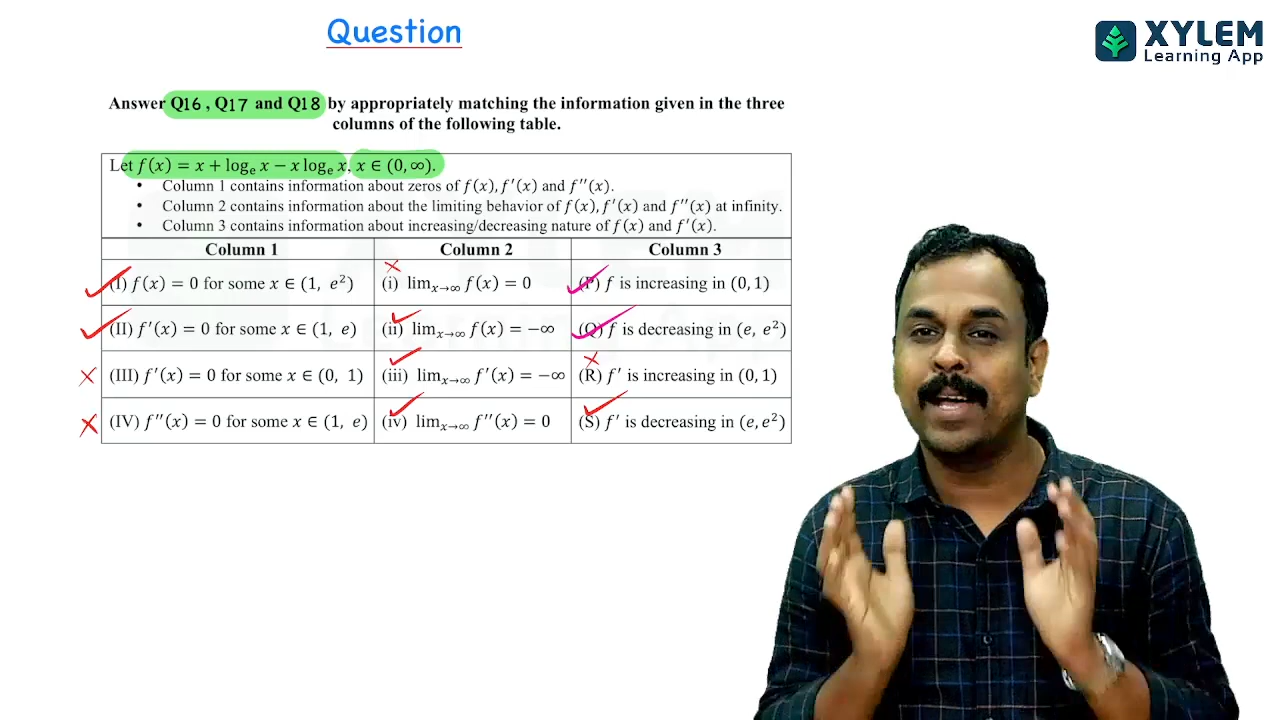 Question
XYLEM
Learning App
Answer Q16 , Q17 and Q18 by appropriately matching the information given in the three
columns of the following table.
Let f(x) = x + logₑ x − x logₑ x, x ∈ (0, ∞).
• Column 1 contains information about zeros of f(x), f′(x) and f″(x).
• Column 2 contains information about the limiting behavior of f(x), f′(x) and f″(x) at infinity.
• Column 3 contains information about increasing/decreasing nature of f(x) and f′(x).
Column 1 Column 2 Column 3
(I) f(x) = 0 for some x ∈ (1, e²) (i) limₓ→∞ f(x) = 0 (P) f is increasing in (0, 1)
(II) f′(x) = 0 for some x ∈ (1, e) (ii) limₓ→∞ f(x) = −∞ (Q) f is decreasing in (e, e²)
(III) f′(x) = 0 for some x ∈ (0, 1) (iii) limₓ→∞ f′(x) = −∞ (R) f′ is increasing in (0, 1)
(IV) f″(x) = 0 for some x ∈ (1, e) (iv) limₓ→∞ f″(x) = 0 (S) f′ is decreasing in (e, e²)